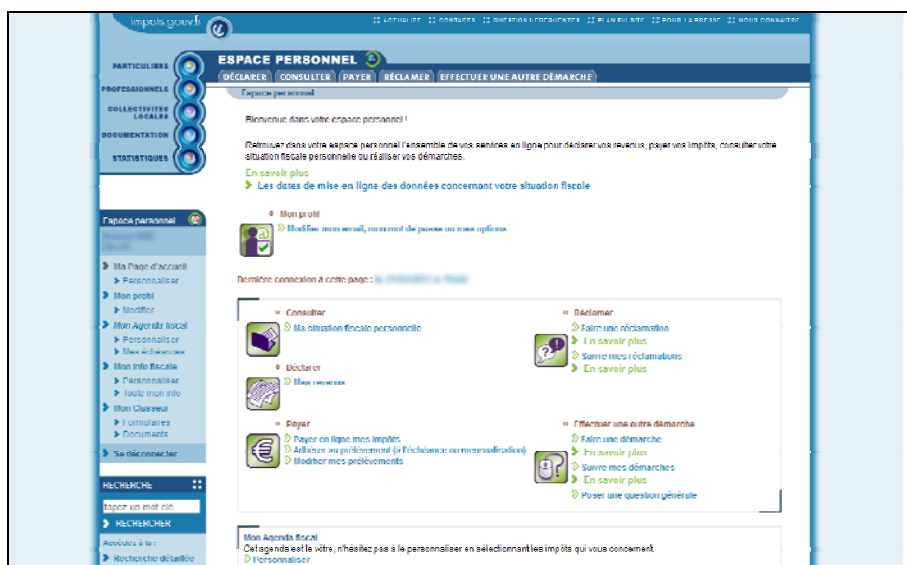 impots.gouv.fr
ACTUALITE CONTACTS QUESTIONS FREQUENTES PLAN DU SITE POUR LA PRESSE NOUS CONNAITRE
PARTICULIERS
PROFESSIONNELS
COLLECTIVITES
LOCALES
DOCUMENTATION
STATISTIQUES
ESPACE PERSONNEL
DÉCLARER CONSULTER PAYER RÉCLAMER EFFECTUER UNE AUTRE DÉMARCHE
Espace personnel
Bienvenue dans votre espace personnel !
Retrouvez dans votre espace personnel l'ensemble de vos services en ligne pour déclarer vos revenus, payer vos impôts, consulter votre
situation fiscale personnelle ou réaliser vos démarches.
En savoir plus
Les dates de mise en ligne des données concernant votre situation fiscale
Mon profil
Modifier mon email, mon mot de passe ou mes options
Dernière connexion à cette page :
Espace personnel
Ma Page d'accueil
Personnaliser
Mon profil
Modifier
Mon Agenda fiscal
Personnaliser
Mes échéances
Mon info fiscale
Personnaliser
Toute mon info
Mon Classeur
Formulaires
Documents
Se déconnecter
RECHERCHE
tapez un mot clé
RECHERCHER
Accédez à la :
Recherche détaillée
Consulter
Ma situation fiscale personnelle
Déclarer
Mes revenus
Payer
Payer en ligne mes impôts
Adhérer au prélèvement (à l'échéance ou mensualisation)
Modifier mes prélèvements
Réclamer
Faire une réclamation
En savoir plus
Suivre mes réclamations
En savoir plus
Effectuer une autre démarche
Faire une démarche
En savoir plus
Suivre mes démarches
En savoir plus
Poser une question générale
Mon Agenda fiscal
Cet agenda est le vôtre, n'hésitez pas à le personnaliser en sélectionnant les impôts qui vous concernent.
Personnaliser